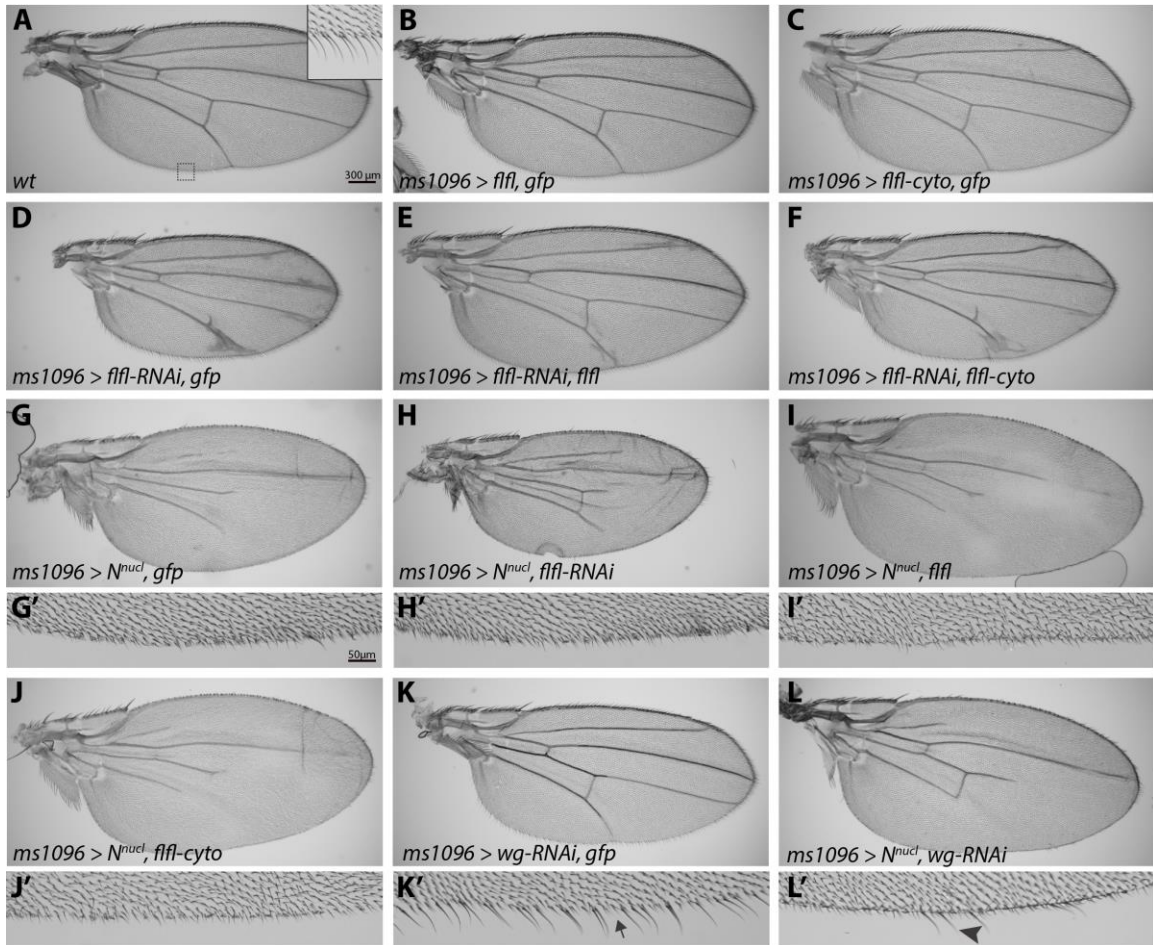 A
wt
300 µm
B
ms1096 > flfl, gfp
C
ms1096 > flfl-cyto, gfp
D
ms1096 > flfl-RNAi, gfp
E
ms1096 > flfl-RNAi, flfl
F
ms1096 > flfl-RNAi, flfl-cyto
G
ms1096 > Nnucl, gfp
H
ms1096 > Nnucl, flfl-RNAi
I
ms1096 > Nnucl, flfl
G’
50µm
H’
I’
J
ms1096 > Nnucl, flfl-cyto
K
ms1096 > wg-RNAi, gfp
L
ms1096 > Nnucl, wg-RNAi
J’
K’
L’